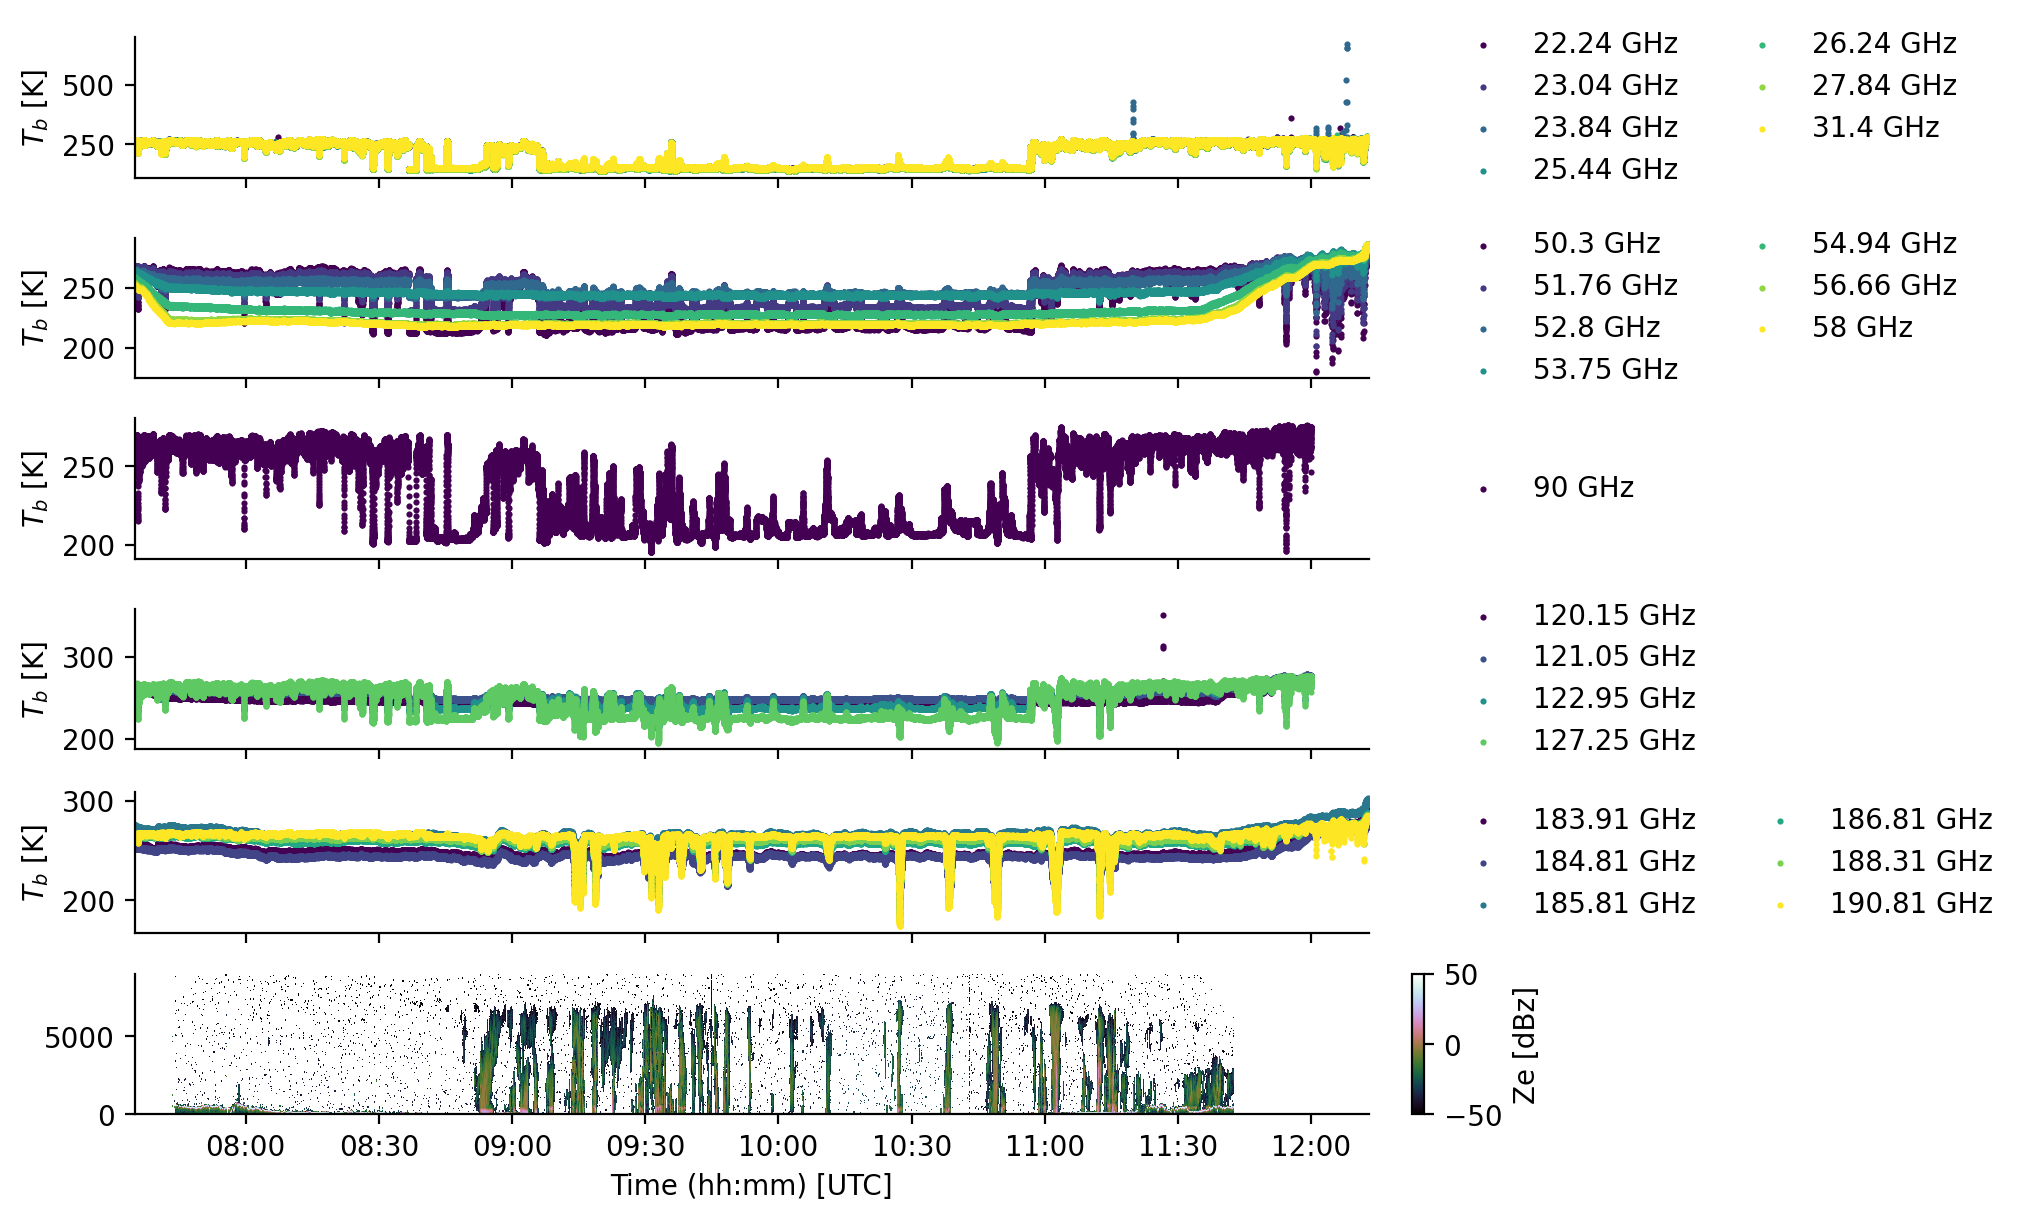 T_b [K]
500
250
22.24 GHz
23.04 GHz
23.84 GHz
25.44 GHz
26.24 GHz
27.84 GHz
31.4 GHz
T_b [K]
250
200
50.3 GHz
51.76 GHz
52.8 GHz
53.75 GHz
54.94 GHz
56.66 GHz
58 GHz
T_b [K]
250
200
90 GHz
T_b [K]
300
200
120.15 GHz
121.05 GHz
122.95 GHz
127.25 GHz
T_b [K]
300
200
183.91 GHz
184.81 GHz
185.81 GHz
186.81 GHz
188.31 GHz
190.81 GHz
5000
0
50
0
−50
Ze [dBz]
08:00 08:30 09:00 09:30 10:00 10:30 11:00 11:30 12:00
Time (hh:mm) [UTC]